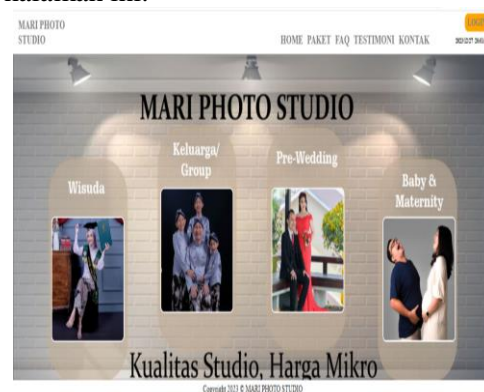 MARI PHOTO
STUDIO
HOME PAKET FAQ TESTIMONI KONTAK
LOGIN
MARI PHOTO STUDIO
Wisuda
Keluarga/
Group
Pre-Wedding
Baby &
Maternity
Kualitas Studio, Harga Mikro
Copyright 2023 © MARI PHOTO STUDIO